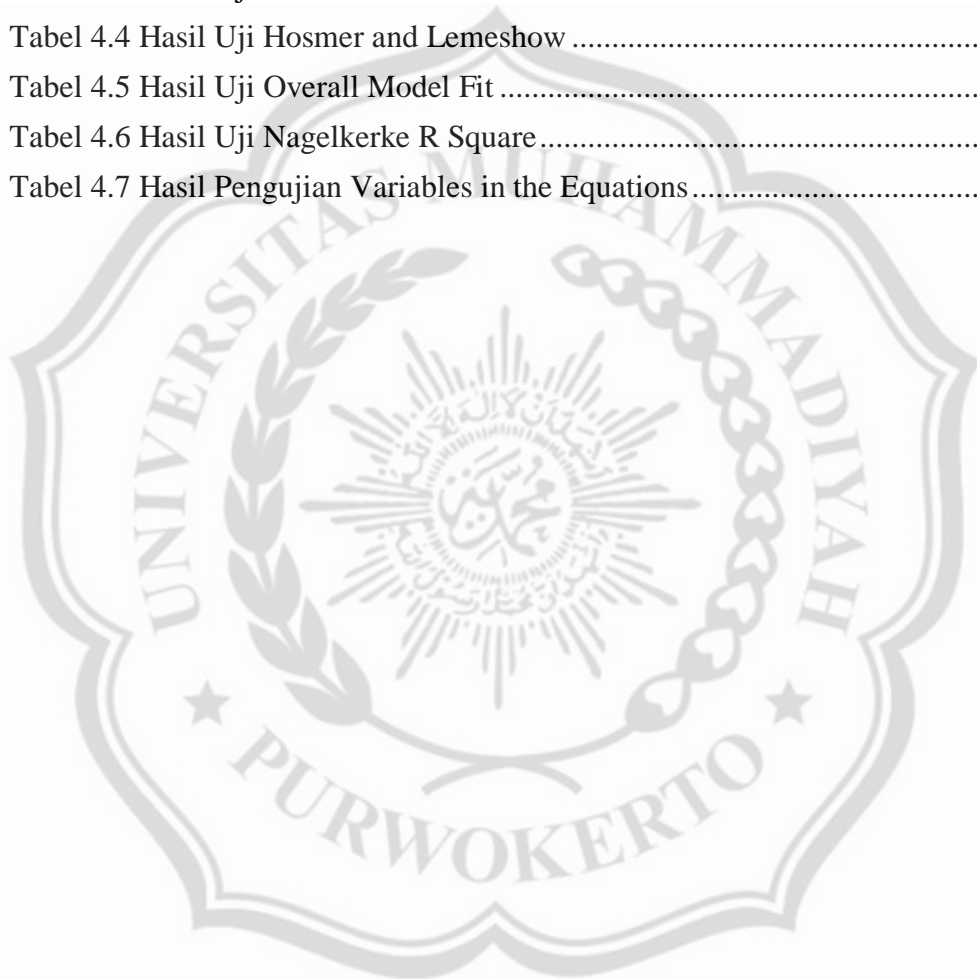 Tabel 4.4 Hasil Uji Hosmer and Lemeshow
Tabel 4.5 Hasil Uji Overall Model Fit
Tabel 4.6 Hasil Uji Nagelkerke R Square
Tabel 4.7 Hasil Pengujian Variables in the Equations
UNIVERSITAS MUHAMMADIYAH
PURWOKERTO